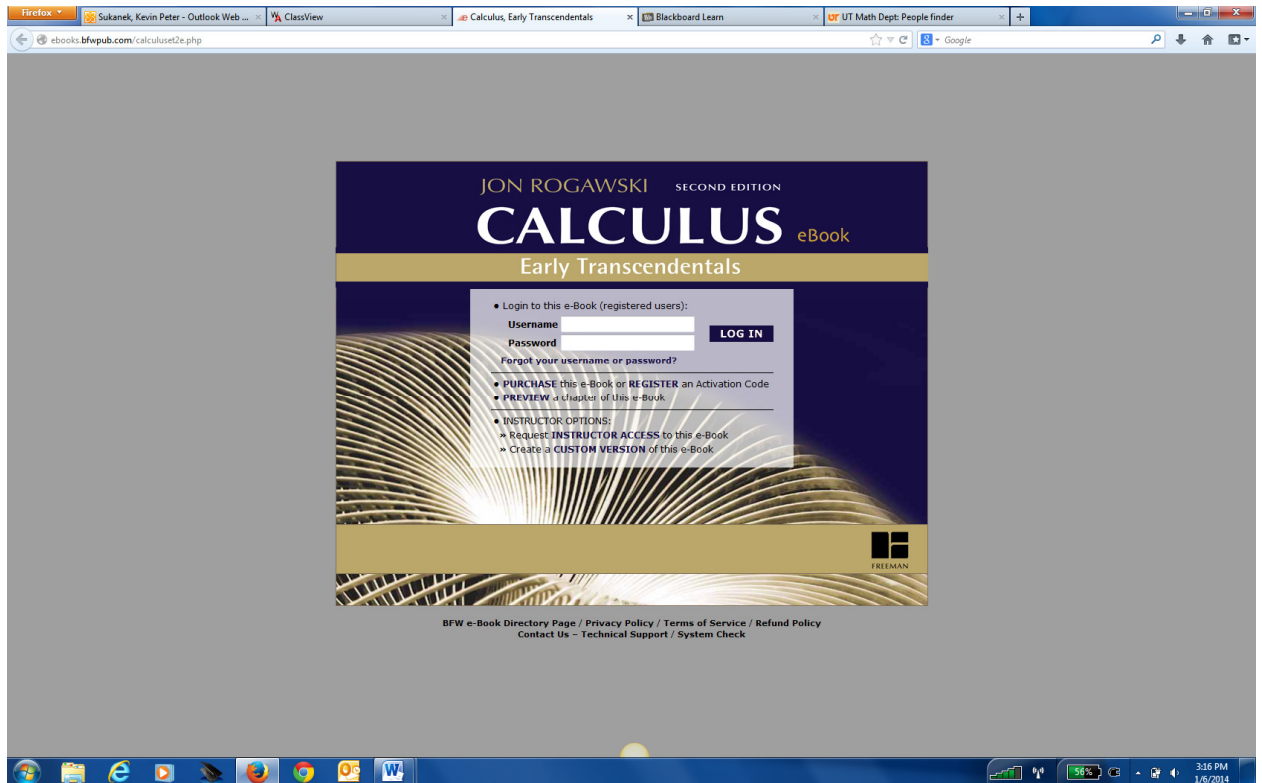 Firefox
Sukanek, Kevin Peter - Outlook Web ...
ClassView
Calculus, Early Transcendentals
Blackboard Learn
UT Math Dept: People finder
ebooks.bfwpub.com/calculuset2e.php
Google
JON ROGAWSKI SECOND EDITION
CALCULUS eBook
Early Transcendentals
• Login to this e-Book (registered users):
Username
Password
LOG IN
Forgot your username or password?
• PURCHASE this e-Book or REGISTER an Activation Code
• PREVIEW a chapter of this e-Book
• INSTRUCTOR OPTIONS:
» Request INSTRUCTOR ACCESS to this e-Book
» Create a CUSTOM VERSION of this e-Book
FREEMAN
BFW e-Book Directory Page / Privacy Policy / Terms of Service / Refund Policy
Contact Us – Technical Support / System Check
56%
3:16 PM
1/6/2014